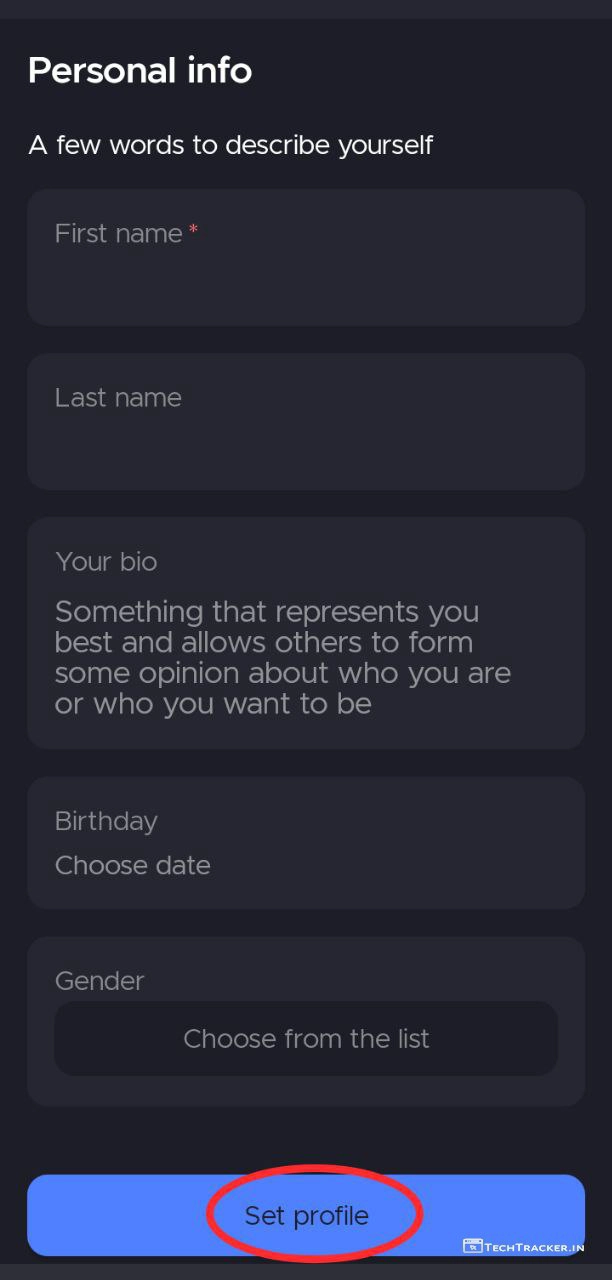 Personal info
A few words to describe yourself
First name *
Last name
Your bio
Something that represents you
best and allows others to form
some opinion about who you are
or who you want to be
Birthday
Choose date
Gender
Choose from the list
Set profile
TechTracker.in